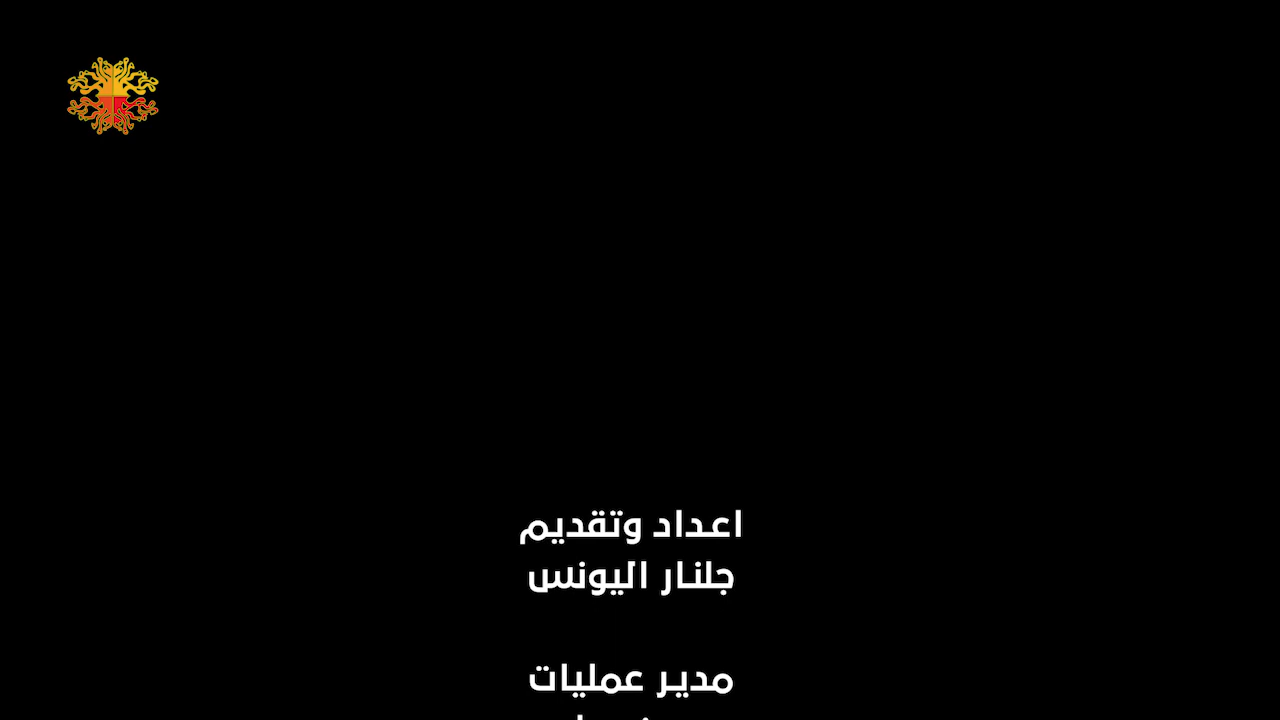 اعداد وتقديم
جلنار اليونس
مدير عمليات